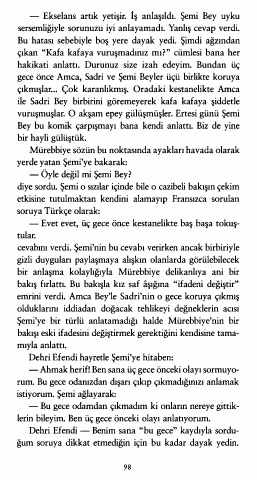 — Ekselans artık yetişir. İş anlaşıldı. Şemi Bey uyku
sersemliğiyle sorunuzu iyi anlayamadı. Yanlış cevap verdi.
Bu hatası sebebiyle boş yere dayak yedi. Şimdi ağzından
çıkan "Kafa kafaya vuruşmadınız mı?" cümlesi bana her
hakikati anlattı. Durunuz size izah edeyim. Bundan üç
gece önce Amca, Sadri ve Şemi Beyler üçü birlikte koruya
çıkmışlar... Çok karanlıkmış. Oradaki kestanelikte Amca
ile Sadri Bey birbirini göremeyerek kafa kafaya şiddetle
vuruşmuşlar. O akşam epey gülüşmüşler. Ertesi günü Şemi
Bey bu komik çarpışmayı bana kendi anlattı. Biz de yine
bir hayli gülüştük.
Mürebbiye sözün bu noktasında ayakları havada olarak
yerde yatan Şemi'ye bakarak:
— Öyle değil mi Şemi Bey?
diye sordu. Şemi o sızılar içinde bile o cazibeli bakışın çekim
etkisine tutulmaktan kendini alamayıp Fransızca sorulan
soruya Türkçe olarak:
— Evet evet, üç gece önce kestanelikte baş başa tokuş-
tular.
cevabını verdi. Şemi'nin bu cevabı verirken ancak birbiriyle
gizli duyguları paylaşmaya alışkın olanlarda görülebilecek
bir anlaşma kolaylığıyla Mürebbiye delikanlıya ani bir
bakış fırlattı. Bu bakışla kız saf âşığına "ifadeni değiştir"
emrini verdi. Amca Bey'le Sadri'nin o gece koruya çıkmış
olduklarını iddiadan doğacak tehlikeyi değneklerin acısı
Şemi'ye bir türlü anlatamadığı halde Mürebbiye'nin bir
bakışı eski ifadesini değiştirmek gerektiğini kendisine tama-
mıyla anlattı.
Dehri Efendi hayretle Şemi'ye hitaben:
— Ahmak herif! Ben sana üç gece önceki olayı sormuyo-
rum. Bu gece odanızdan dışarı çıkıp çıkmadığınızı anlamak
istiyorum. Şemi ağlayarak:
— Bu gece odamdan çıkmadım ki onların nereye gittik-
lerin bileyim. Ben üç gece önceki olayı anlatıyorum.
Dehri Efendi — Benim sana "bu gece" kaydıyla sordu-
ğum soruya dikkat etmediğin için bu kadar dayak yedin.
98